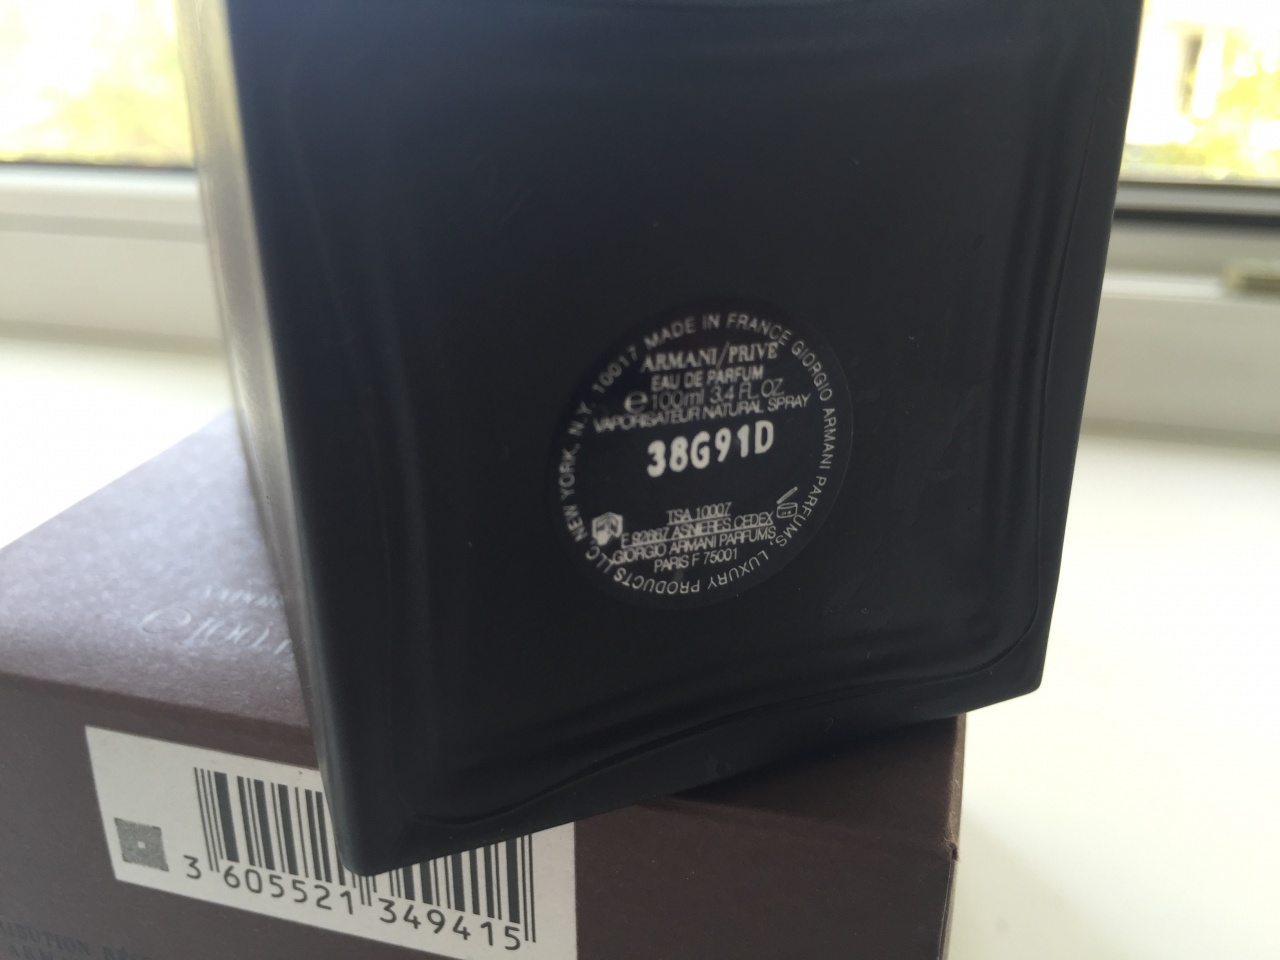 NEW YORK, N.Y. 10017 MADE IN FRANCE GIORGIO ARMANI PARFUMS, LUXURY PRODUCTS LLC
ARMANI/PRIVE
EAU DE PARFUM
e 100ml 3.4 FL. OZ
VAPORISATEUR NATURAL SPRAY
38G91D
TSA 10007
F 92667 ASNIERES CEDEX
GIORGIO ARMANI PARFUMS
PARIS F 75001
e 100
3 605521 349415